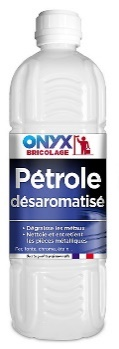 ONYX
BRICOLAGE
Pétrole
désaromatisé
• Dégraisse les métaux
• Nettoie et entretient
les pièces métalliques